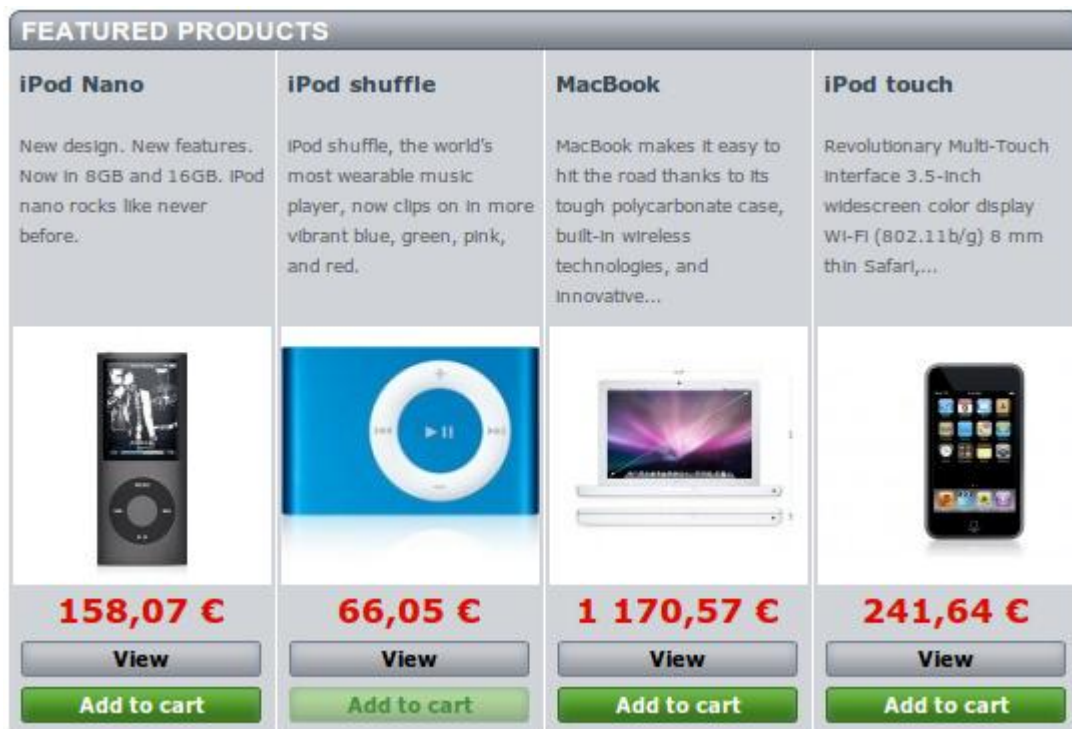 FEATURED PRODUCTS
iPod Nano
New design. New features.
Now in 8GB and 16GB. iPod
nano rocks like never
before.
158,07 €
View
Add to cart
iPod shuffle
iPod shuffle, the world's
most wearable music
player, now clips on in more
vibrant blue, green, pink,
and red.
66,05 €
View
Add to cart
MacBook
MacBook makes it easy to
hit the road thanks to its
tough polycarbonate case,
built-in wireless
technologies, and
innovative...
1 170,57 €
View
Add to cart
iPod touch
Revolutionary Multi-Touch
interface 3.5-inch
widescreen color display
Wi-Fi (802.11b/g) 8 mm
thin Safari,...
241,64 €
View
Add to cart